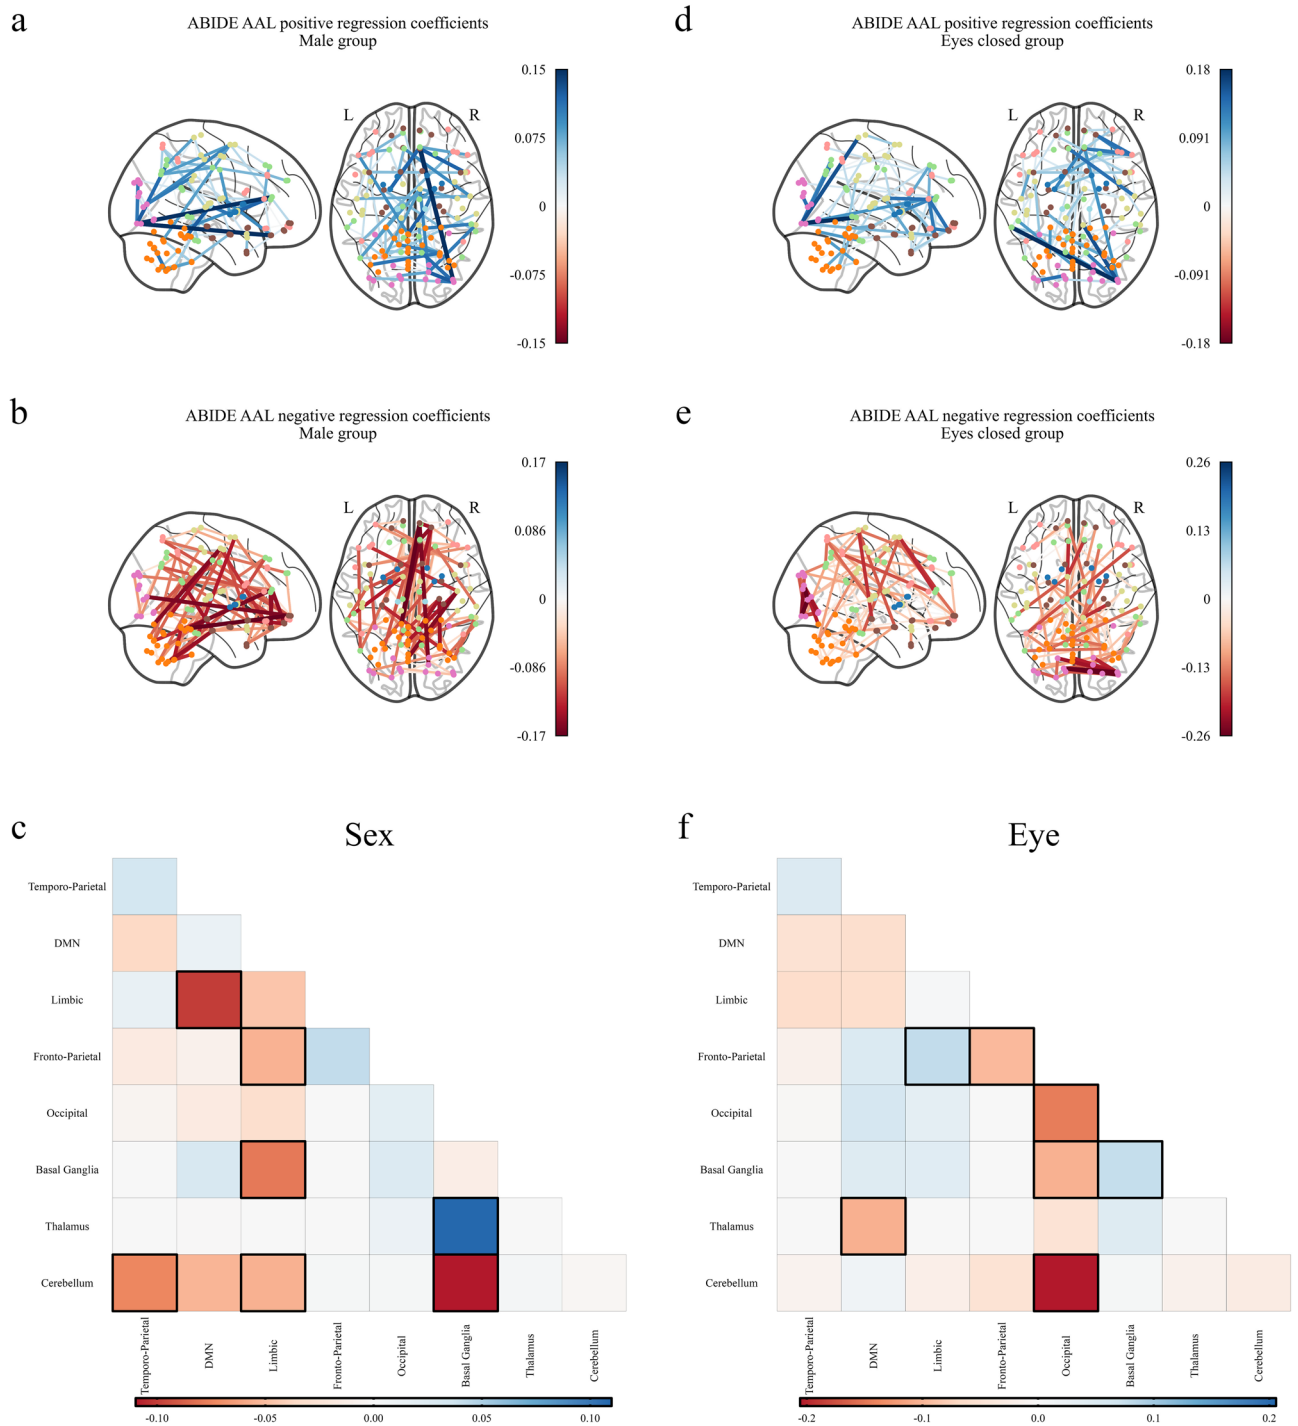 a
ABIDE AAL positive regression coefficients
Male group
L
R
0.15
0.075
0
-0.075
-0.15
d
ABIDE AAL positive regression coefficients
Eyes closed group
L
R
0.18
0.091
0
-0.091
-0.18
b
ABIDE AAL negative regression coefficients
Male group
L
R
0.17
0.086
0
-0.086
-0.17
e
ABIDE AAL negative regression coefficients
Eyes closed group
L
R
0.26
0.13
0
-0.13
-0.26
c
Sex
Temporo-Parietal
DMN
Limbic
Fronto-Parietal
Occipital
Basal Ganglia
Thalamus
Cerebellum
Temporo-Parietal
DMN
Limbic
Fronto-Parietal
Occipital
Basal Ganglia
Thalamus
Cerebellum
-0.10
-0.05
0.00
0.05
0.10
f
Eye
Temporo-Parietal
DMN
Limbic
Fronto-Parietal
Occipital
Basal Ganglia
Thalamus
Cerebellum
Temporo-Parietal
DMN
Limbic
Fronto-Parietal
Occipital
Basal Ganglia
Thalamus
Cerebellum
-0.2
-0.1
0.0
0.1
0.2